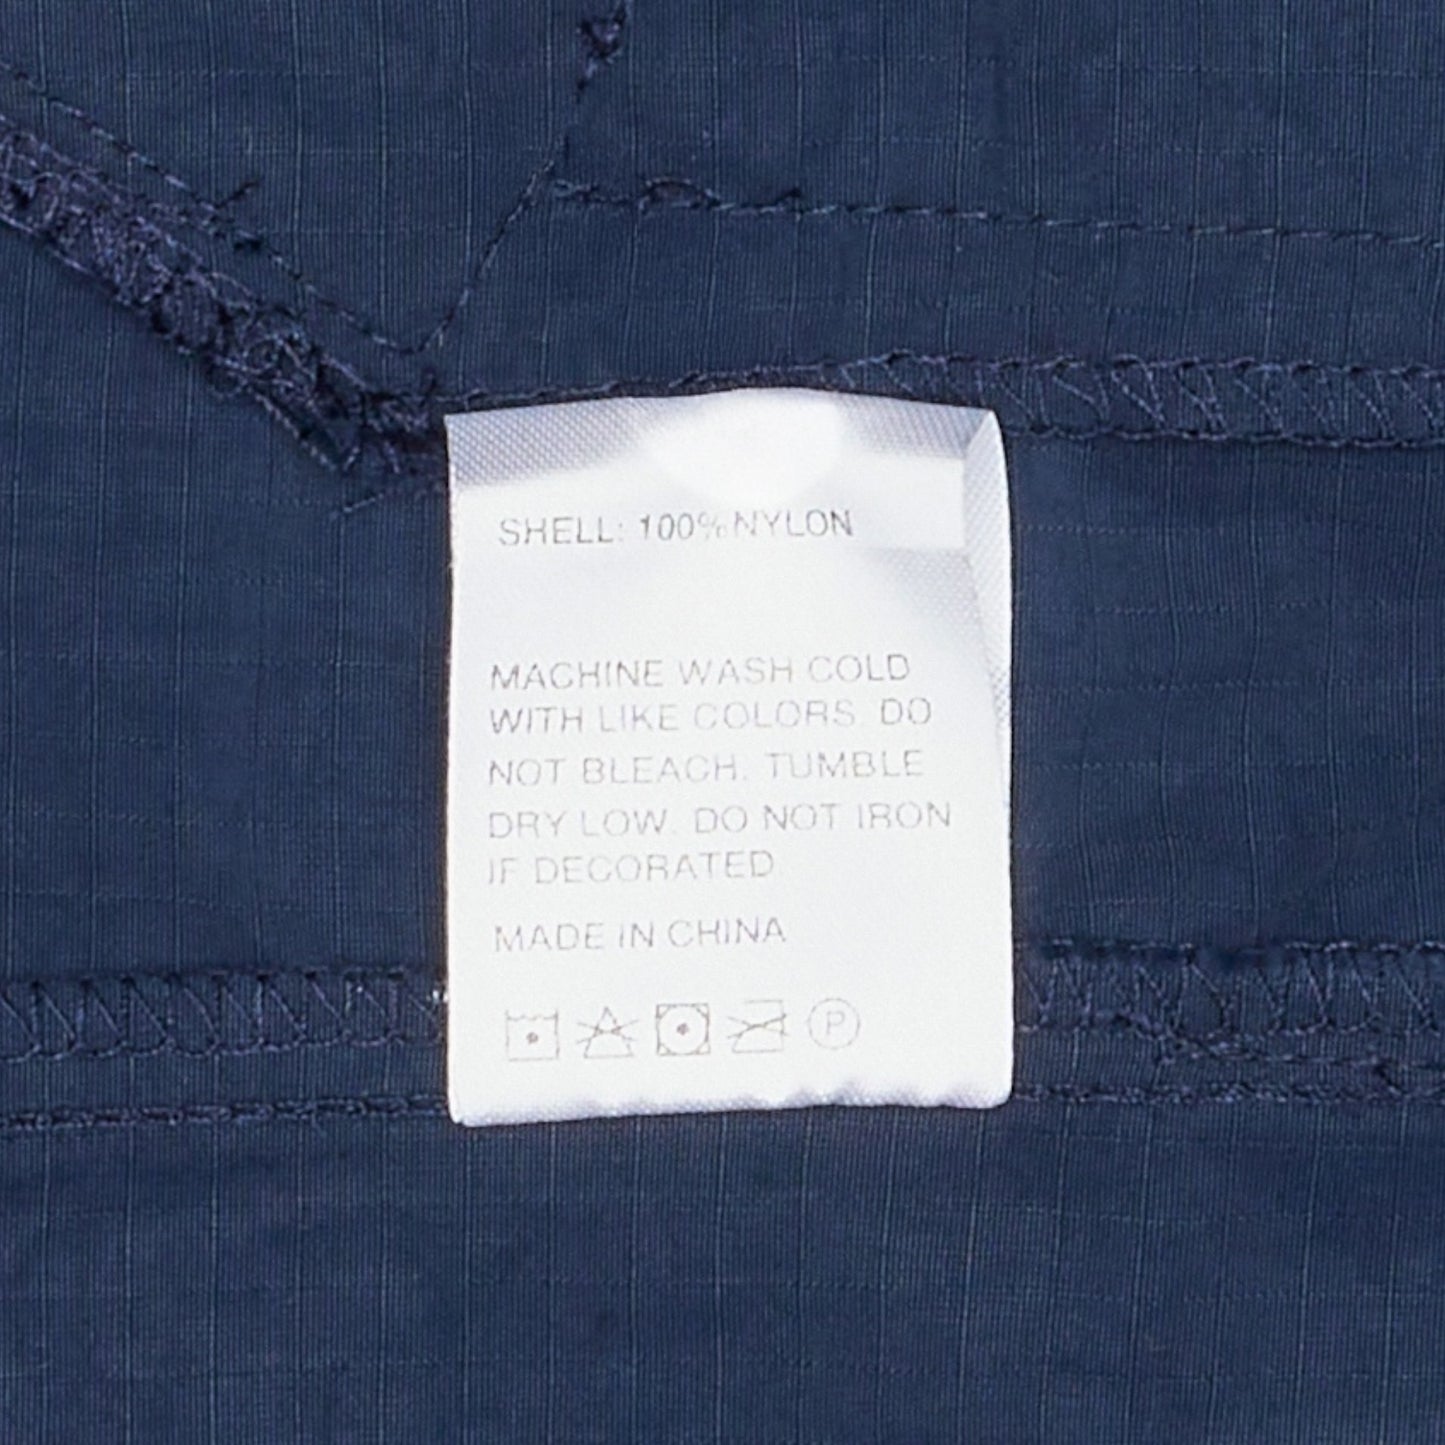 SHELL: 100% NYLON
MACHINE WASH COLD
WITH LIKE COLORS. DO
NOT BLEACH. TUMBLE
DRY LOW. DO NOT IRON
IF DECORATED
MADE IN CHINA
P